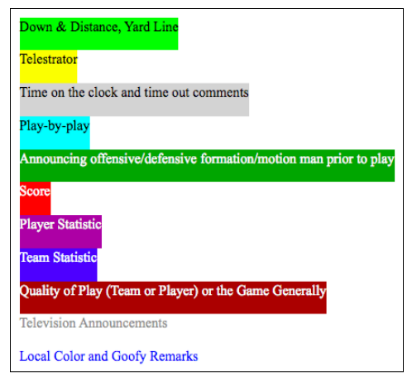 Down & Distance, Yard Line
Telestrator
Time on the clock and time out comments
Play-by-play
Announcing offensive/defensive formation/motion man prior to play
Score
Player Statistic
Team Statistic
Quality of Play (Team or Player) or the Game Generally
Television Announcements
Local Color and Goofy Remarks